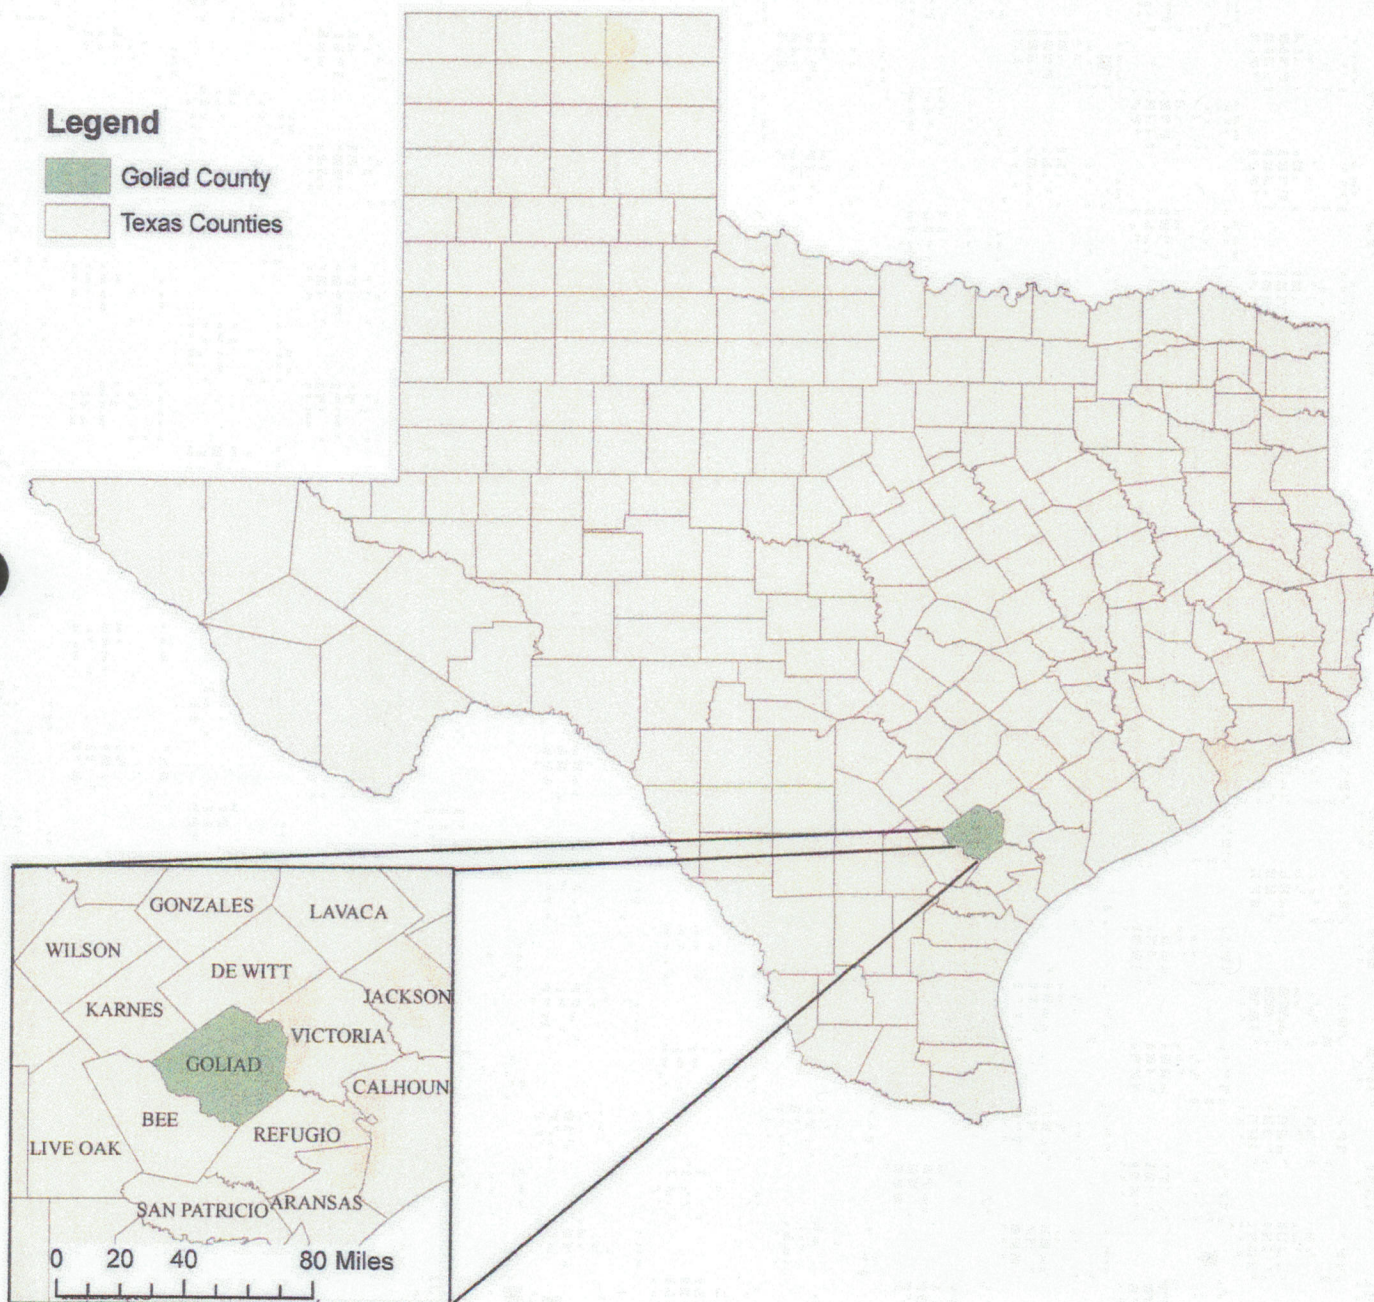 Legend
Goliad County
Texas Counties
GONZALES
LAVACA
WILSON
DE WITT
JACKSON
KARNES
VICTORIA
GOLIAD
CALHOUN
BEE
REFUGIO
LIVE OAK
SAN PATRICIO
ARANSAS
0 20 40 80 Miles